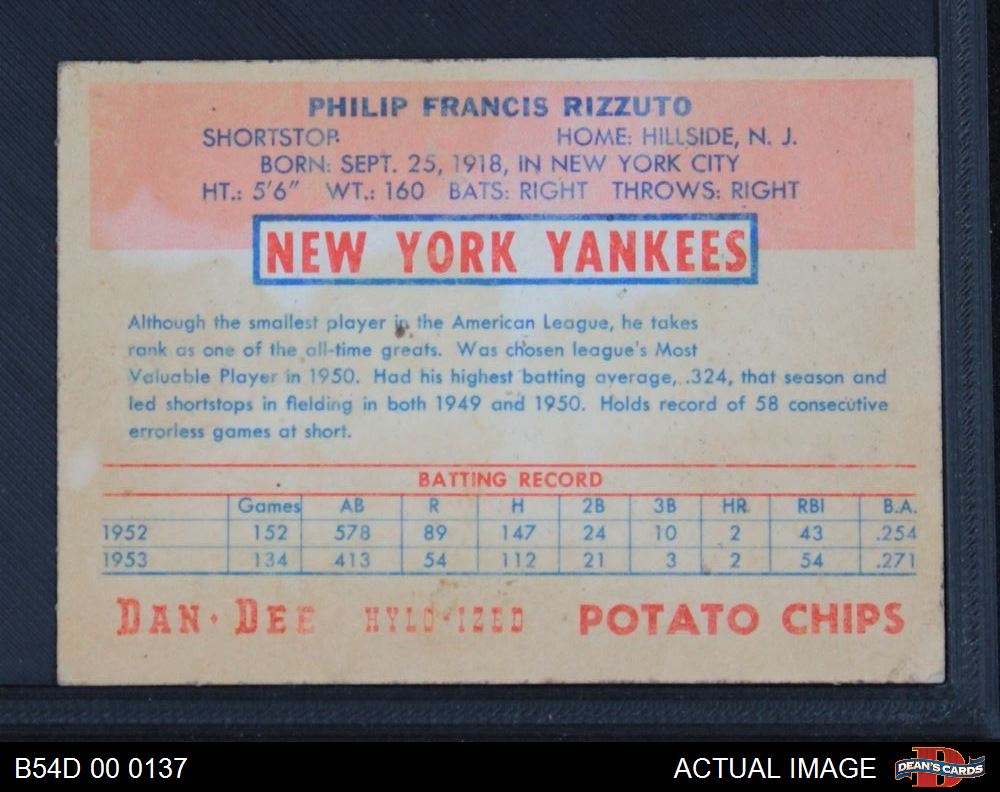 PHILIP FRANCIS RIZZUTO
SHORTSTOP HOME: HILLSIDE, N. J.
BORN: SEPT. 25, 1918, IN NEW YORK CITY
HT.: 5'6" WT.: 160 BATS: RIGHT THROWS: RIGHT
NEW YORK YANKEES
Although the smallest player in the American League, he takes
rank as one of the all-time greats. Was chosen league's Most
Valuable Player in 1950. Had his highest batting average, .324, that season and
led shortstops in fielding in both 1949 and 1950. Holds record of 58 consecutive
errorless games at short.
BATTING RECORD
Games AB R H 2B 3B HR RBI B.A.
1952 152 578 89 147 24 10 2 43 .254
1953 134 413 54 112 21 3 2 54 .271
DAN·DEE HYLO-IZED POTATO CHIPS
B54D 00 0137 ACTUAL IMAGE D DEAN'S CARDS